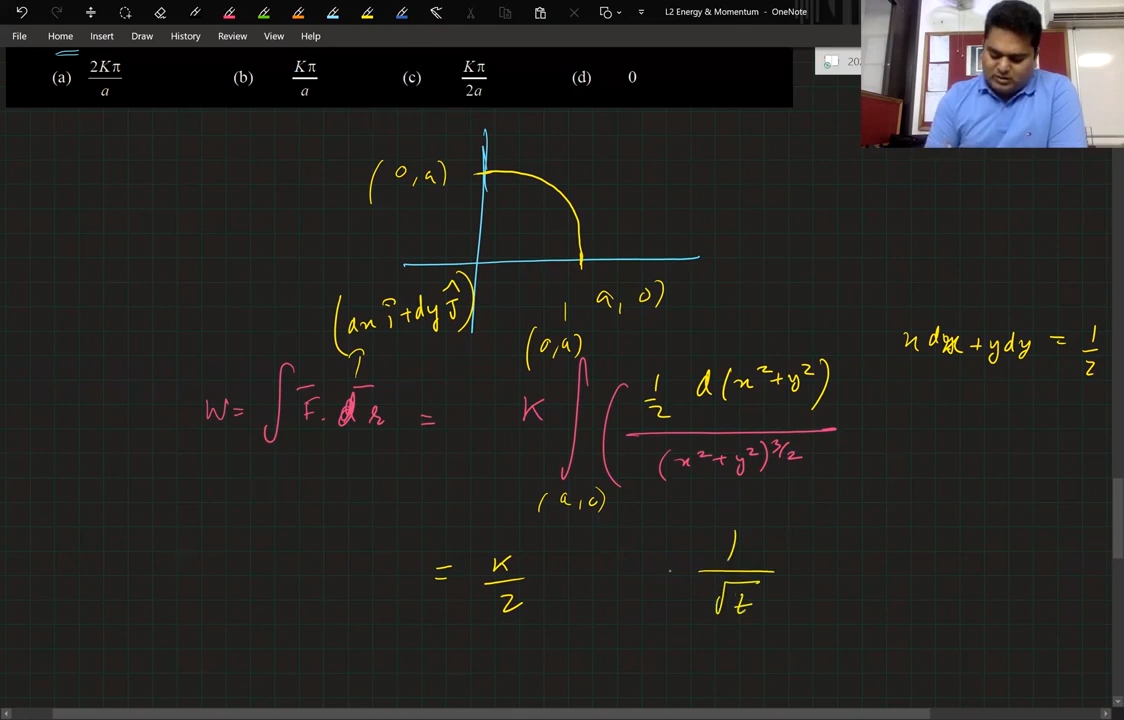 L2 Energy & Momentum - OneNote
File Home Insert Draw History Review View Help
(a) 2Kπ/a (b) Kπ/a (c) Kπ/2a (d) 0
202
(0, a)
(a, 0)
(dx î + dy ĵ)
(0, a)
x dx + y dy = 1/2
W = ∫ F . dr = K ∫ ( 1/2 d(x² + y²) / (x² + y²)^3/2
(a, 0)
= K/2 1/√t